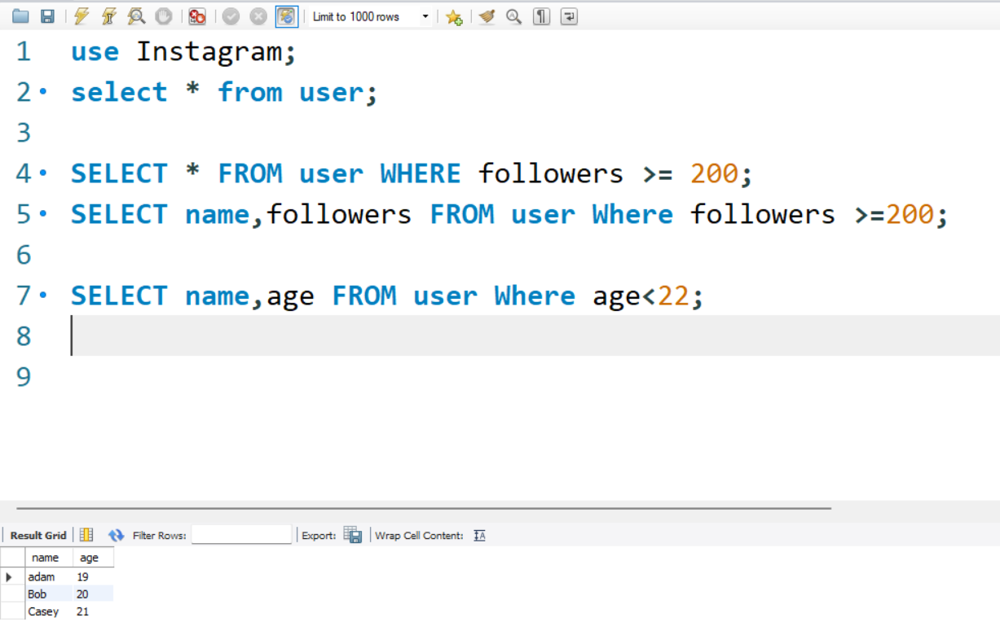 Limit to 1000 rows
1 use Instagram;
2 select * from user;
3
4 SELECT * FROM user WHERE followers >= 200;
5 SELECT name,followers FROM user Where followers >=200;
6
7 SELECT name,age FROM user Where age<22;
8
9
Result Grid Filter Rows: Export: Wrap Cell Content:
name age
adam 19
Bob 20
Casey 21